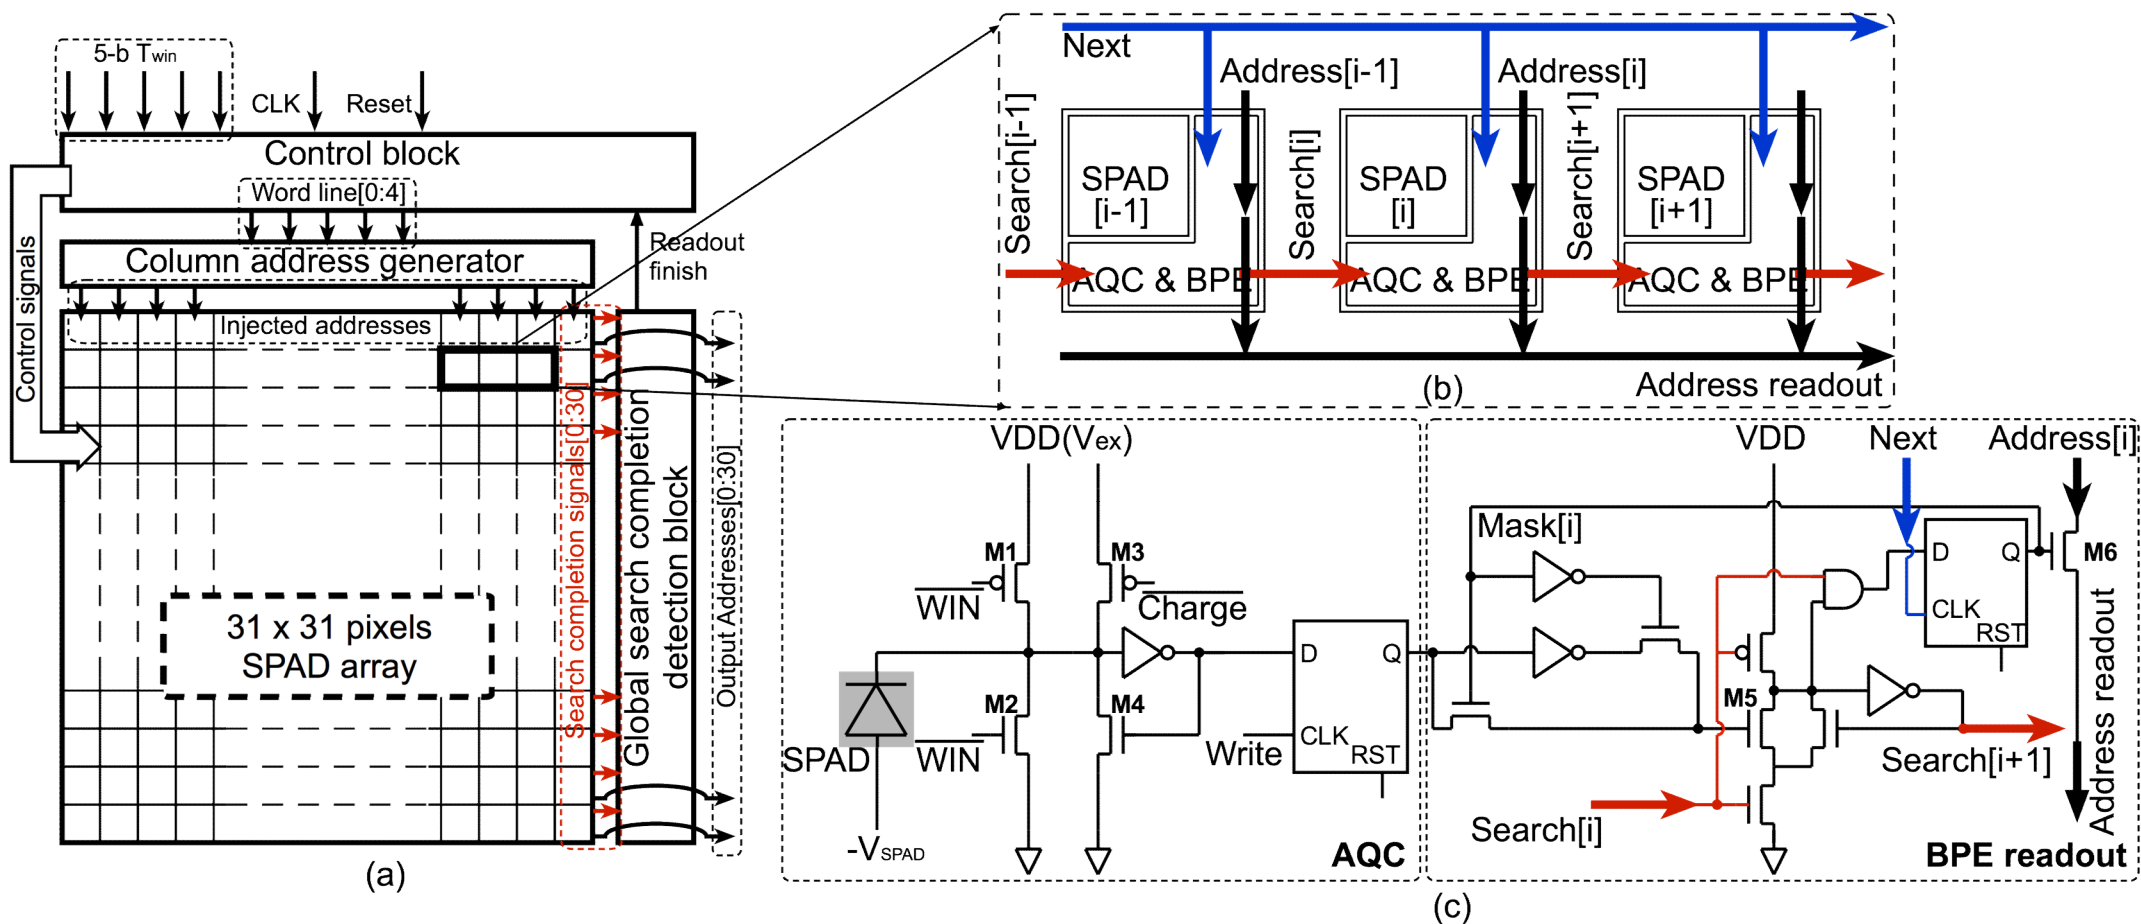 5-b Twin
CLK
Reset
Control block
Word line[0:4]
Column address generator
Readout
finish
Injected addresses
Control signals
31 x 31 pixels
SPAD array
Search completion signals[0:30]
Global search completion
detection block
Output Addresses[0:30]
(a)
Next
Address[i-1]
Address[i]
Search[i-1]
Search[i]
Search[i+1]
SPAD
[i-1]
SPAD
[i]
SPAD
[i+1]
AQC & BPE
AQC & BPE
AQC & BPE
Address readout
(b)
VDD(Vex)
M1
M3
WIN
Charge
M2
M4
WIN
SPAD
-VSPAD
D
Q
CLK
RST
Write
AQC
VDD
Next
Address[i]
Mask[i]
D
Q
CLK
RST
M6
M5
Search[i+1]
Search[i]
Address readout
BPE readout
(c)